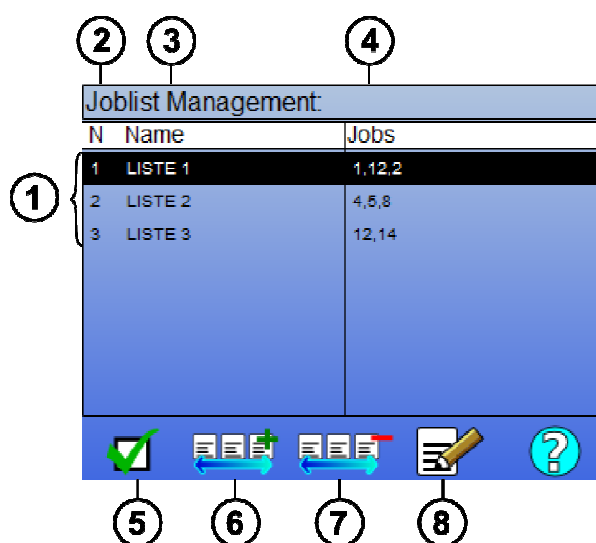 2 3 4
Joblist Management:
N Name Jobs
1 LISTE 1 1,12,2
2 LISTE 2 4,5,8
3 LISTE 3 12,14
1
?
5 6 7 8